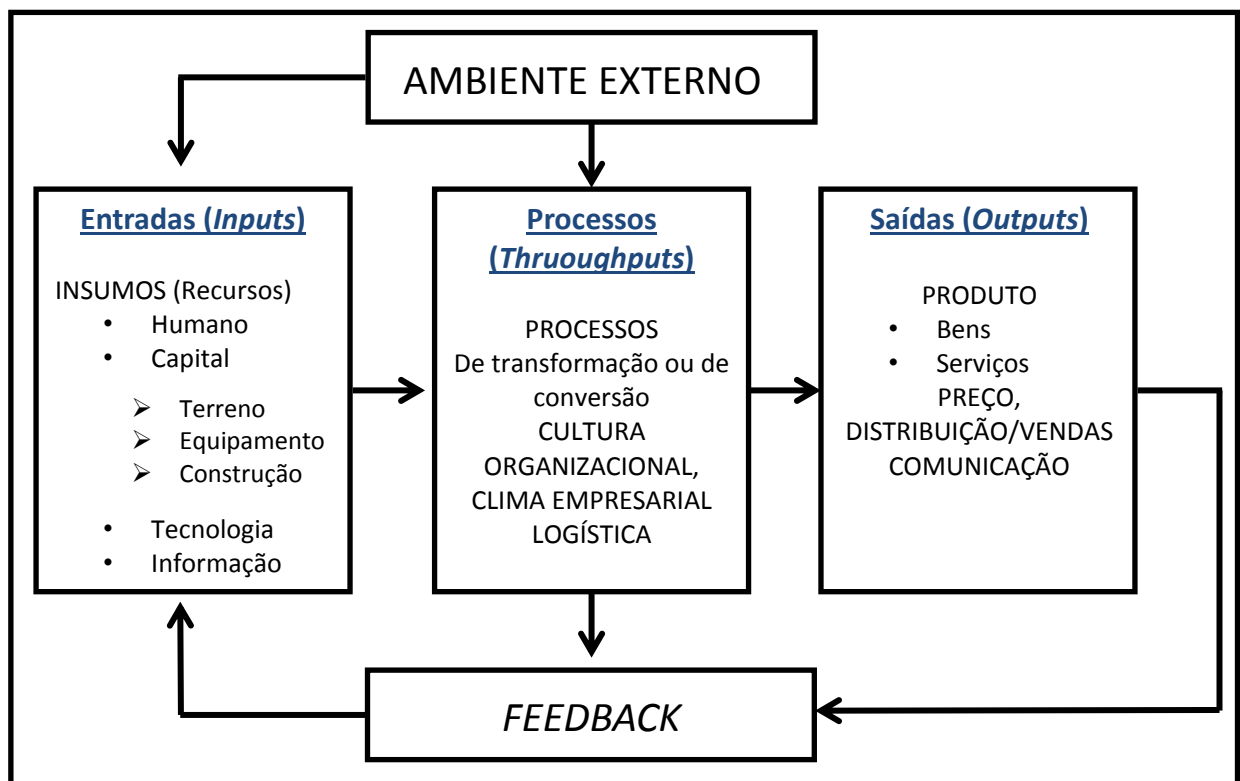 AMBIENTE EXTERNO
Entradas (Inputs)
INSUMOS (Recursos)
• Humano
• Capital
➢ Terreno
➢ Equipamento
➢ Construção
• Tecnologia
• Informação
Processos
(Thruoughputs)
PROCESSOS
De transformação ou de
conversão
CULTURA
ORGANIZACIONAL,
CLIMA EMPRESARIAL
LOGÍSTICA
Saídas (Outputs)
PRODUTO
• Bens
• Serviços
PREÇO,
DISTRIBUIÇÃO/VENDAS
COMUNICAÇÃO
FEEDBACK